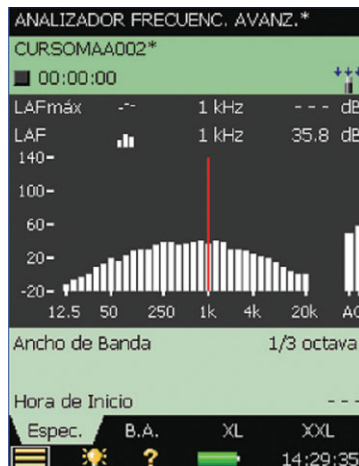 ANALIZADOR FRECUENC. AVANZ.*
CURSOMAA002*
00:00:00
LAFmáx -˙- 1 kHz - - - dB
LAF 1 kHz 35.8 dB
140-
100-
60-
20-
-20-
12.5 50 250 1k 4k 20k AC
Ancho de Banda 1/3 octava
Hora de Inicio - - -
Espec. B.A. XL XXL
? 14:29:35